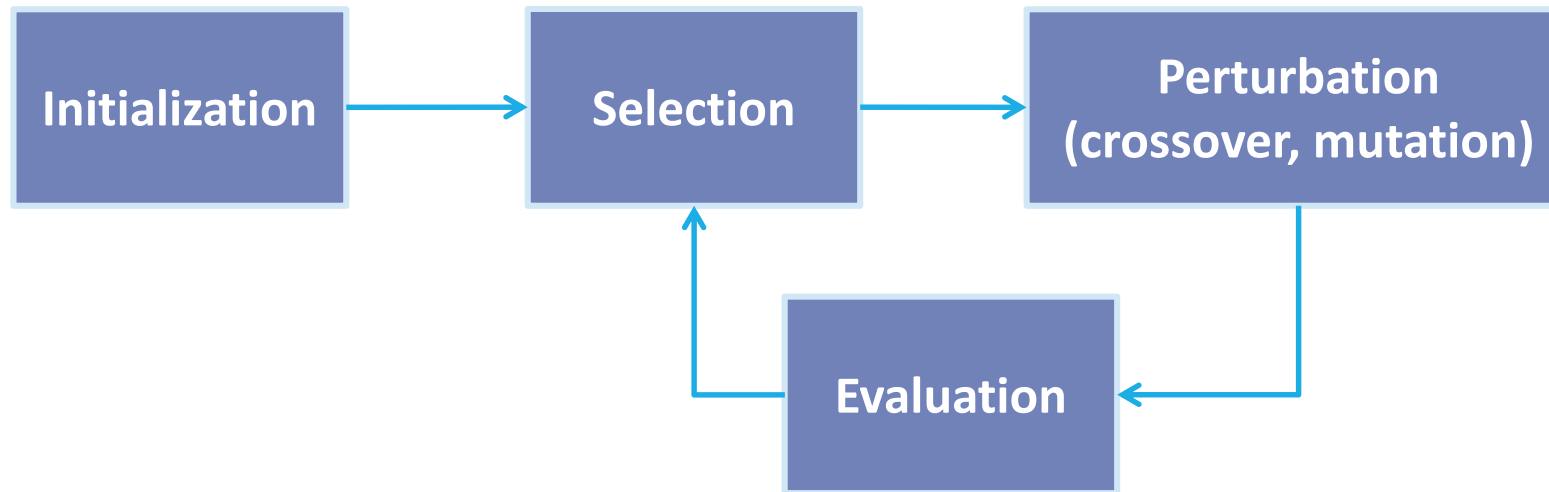 Initialization
Selection
Perturbation
(crossover, mutation)
Evaluation